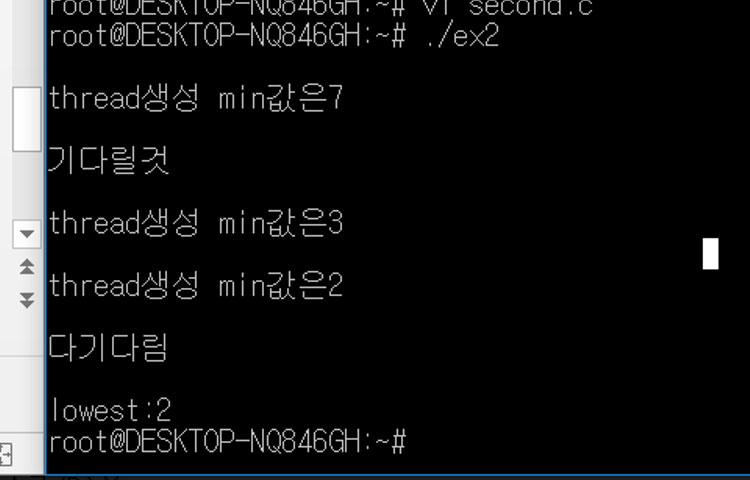 root@DESKTOP-NQ846GH:~# vi second.c
root@DESKTOP-NQ846GH:~# ./ex2
thread생성 min값은7
기다릴것
thread생성 min값은3
thread생성 min값은2
다기다림
lowest:2
root@DESKTOP-NQ846GH:~#